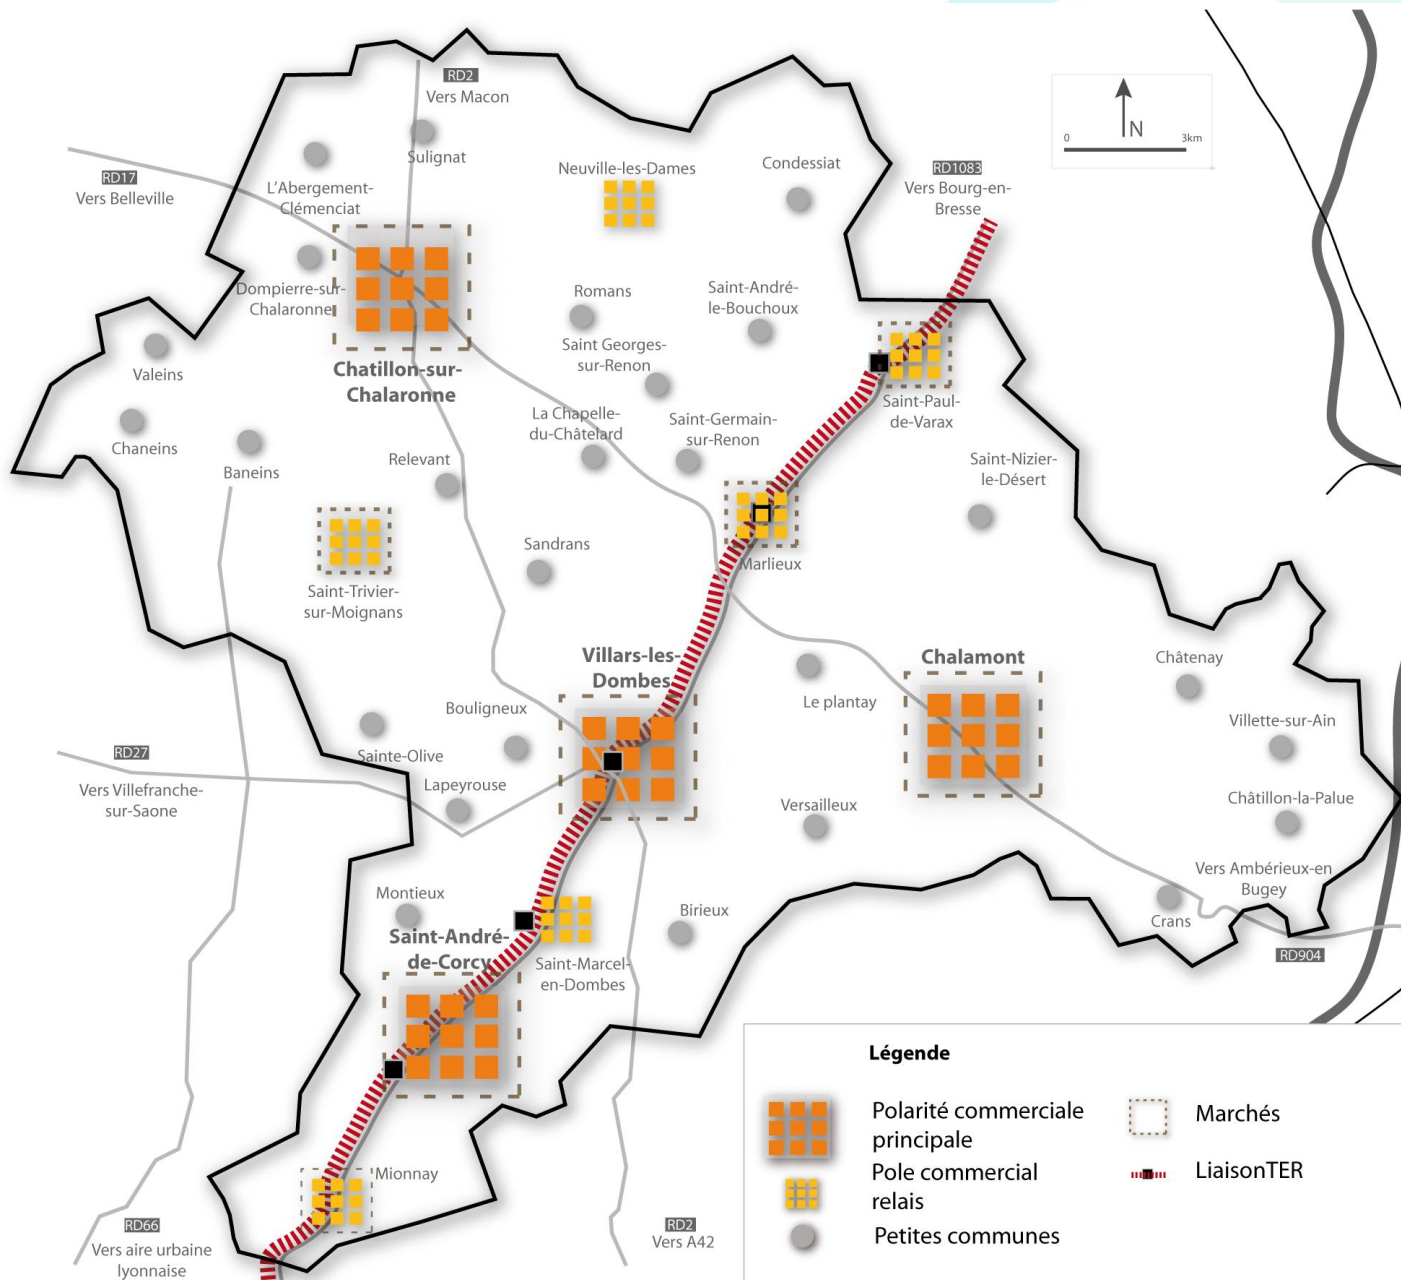 RD2
Vers Macon
Sulignat
N
0
3km
RD17
Vers Belleville
L'Abergement-
Clémenciat
Neuville-les-Dames
Condessiat
RD1083
Vers Bourg-en-
Bresse
Dompierre-sur-
Chalaronne
Romans
Saint-André-
le-Bouchoux
Saint Georges-
sur-Renon
Valeins
Chatillon-sur-
Chalaronne
Saint-Paul-
de-Varax
La Chapelle-
du-Châtelard
Saint-Germain-
sur-Renon
Chaneins
Baneins
Relevant
Saint-Nizier-
le-Désert
Sandrans
Marlieux
Saint-Trivier-
sur-Moignans
Villars-les-
Dombes
Chalamont
Châtenay
Le plantay
Bouligneux
Villette-sur-Ain
RD27
Sainte-Olive
Vers Villefranche-
sur-Saone
Lapeyrouse
Versailleux
Châtillon-la-Palue
Vers Ambérieux-en
Bugey
Montieux
Birieux
Crans
Saint-André-
de-Corcy
RD904
Saint-Marcel-
en-Dombes
Mionnay
RD66
Vers aire urbaine
lyonnaise
RD2
Vers A42
Légende
Polarité commerciale
principale
Pole commercial
relais
Petites communes
Marchés
LiaisonTER